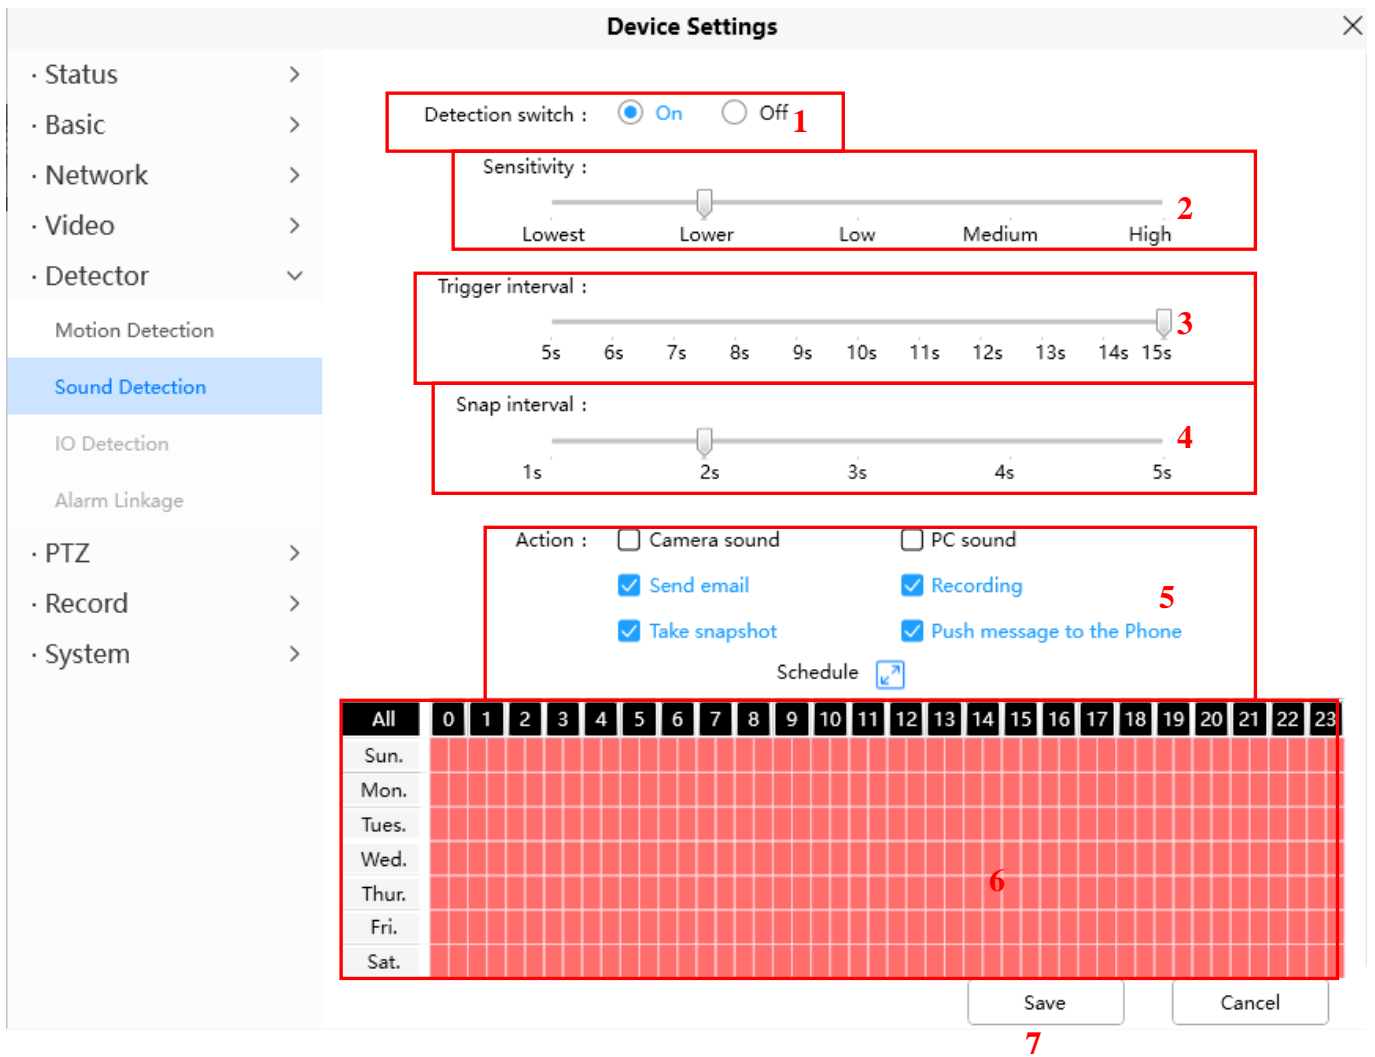 Device Settings
· Status
· Basic
· Network
· Video
· Detector
Motion Detection
Sound Detection
IO Detection
Alarm Linkage
· PTZ
· Record
· System
Detection switch : On Off 1
Sensitivity :
2
Lowest Lower Low Medium High
Trigger interval :
3
5s 6s 7s 8s 9s 10s 11s 12s 13s 14s 15s
Snap interval :
4
1s 2s 3s 4s 5s
Action : Camera sound PC sound
Send email Recording 5
Take snapshot Push message to the Phone
Schedule
All 0 1 2 3 4 5 6 7 8 9 10 11 12 13 14 15 16 17 18 19 20 21 22 23
Sun.
Mon.
Tues.
Wed.
Thur.
6
Fri.
Sat.
Save Cancel
7